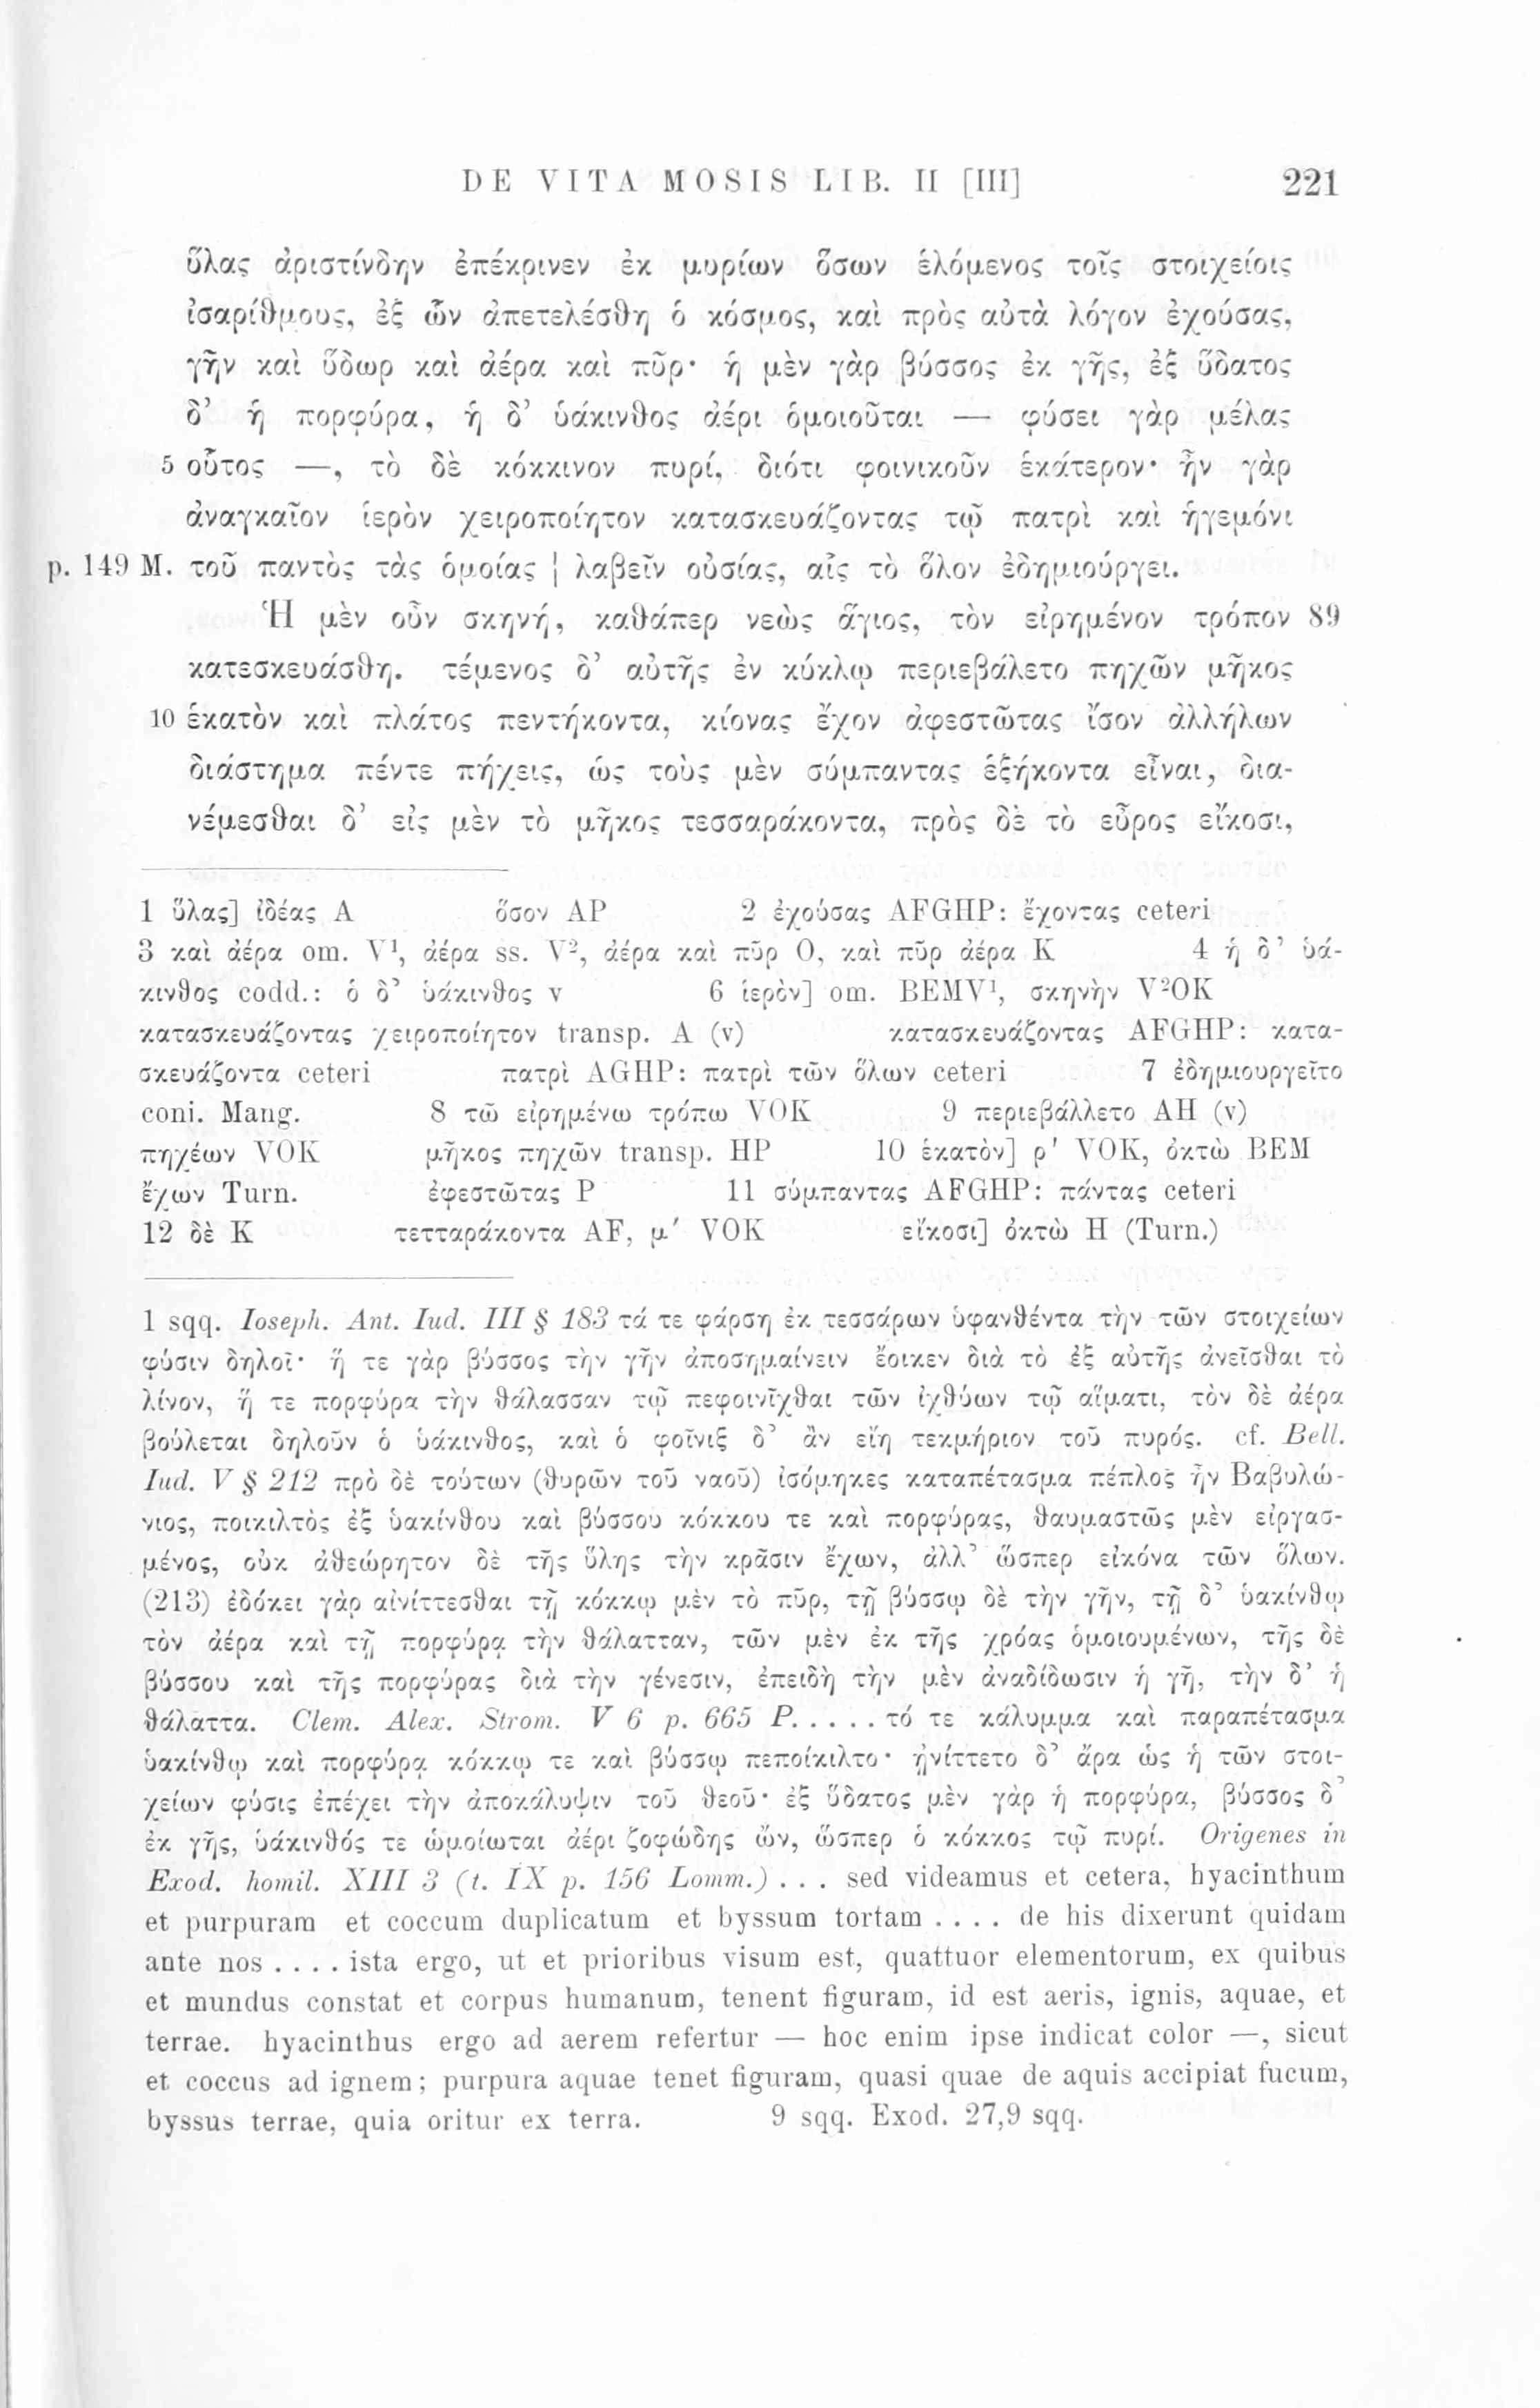 DE VITA MOSIS LIB. II [III] 221
ὕλας ἀριστίνδην ἐπέκρινεν ἐκ μυρίων ὅσων ἑλόμενος τοῖς στοιχείοις
ἰσαρίθμους, ἐξ ὧν ἀπετελέσθη ὁ κόσμος, καὶ πρὸς αὐτὰ λόγον ἐχούσας,
γῆν καὶ ὕδωρ καὶ ἀέρα καὶ πῦρ· ἡ μὲν γὰρ βύσσος ἐκ γῆς, ἐξ ὕδατος
δ’ ἡ πορφύρα, ἡ δ’ ὑάκινθος ἀέρι ὁμοιοῦται — φύσει γὰρ μέλας
5 οὗτος —, τὸ δὲ κόκκινον πυρί, διότι φοινικοῦν ἑκάτερον· ἦν γὰρ
ἀναγκαῖον ἱερὸν χειροποίητον κατασκευάζοντας τῷ πατρὶ καὶ ἡγεμόνι
p. 149 M. τοῦ παντὸς τὰς ὁμοίας | λαβεῖν οὐσίας, αἷς τὸ ὅλον ἐδημιούργει.
Ἡ μὲν οὖν σκηνή, καθάπερ νεὼς ἅγιος, τὸν εἰρημένον τρόπον 89
κατεσκευάσθη. τέμενος δ’ αὐτῆς ἐν κύκλῳ περιεβάλετο πηχῶν μῆκος
10 ἑκατὸν καὶ πλάτος πεντήκοντα, κίονας ἔχον ἀφεστῶτας ἴσον ἀλλήλων
διάστημα πέντε πήχεις, ὡς τοὺς μὲν σύμπαντας ἑξήκοντα εἶναι, δια-
νέμεσθαι δ’ εἰς μὲν τὸ μῆκος τεσσαράκοντα, πρὸς δὲ τὸ εὖρος εἴκοσι,
1 ὕλας] ἰδέας A ὅσον AP 2 ἐχούσας AFGHP: ἔχοντας ceteri
3 καὶ ἀέρα om. V¹, ἀέρα ss. V², ἀέρα καὶ πῦρ O, καὶ πῦρ ἀέρα K 4 ἡ δ’ ὑά-
κινθος codd.: ὁ δ’ ὑάκινθος v 6 ἱερὸν] om. BEMV¹, σκηνὴν V²OK
κατασκευάζοντας χειροποίητον transp. A (v) κατασκευάζοντας AFGHP: κατα-
σκευάζοντα ceteri πατρὶ AGHP: πατρὶ τῶν ὅλων ceteri 7 ἐδημιουργεῖτο
coni. Mang. 8 τῶ εἰρημένω τρόπω VOK 9 περιεβάλλετο AH (v)
πηχέων VOK μῆκος πηχῶν transp. HP 10 ἑκατὸν] ρ′ VOK, ὀκτὼ BEM
ἔχων Turn. ἐφεστῶτας P 11 σύμπαντας AFGHP: πάντας ceteri
12 δὲ K τετταράκοντα AF, μ′ VOK εἴκοσι] ὀκτὼ H (Turn.)
1 sqq. Ioseph. Ant. Iud. III § 183 τά τε φάρση ἐκ τεσσάρων ὑφανθέντα τὴν τῶν στοιχείων
φύσιν δηλοῖ· ἥ τε γὰρ βύσσος τὴν γῆν ἀποσημαίνειν ἔοικεν διὰ τὸ ἐξ αὐτῆς ἀνεῖσθαι τὸ
λίνον, ἥ τε πορφύρα τὴν θάλασσαν τῷ πεφοινῖχθαι τῶν ἰχθύων τῷ αἵματι, τὸν δὲ ἀέρα
βούλεται δηλοῦν ὁ ὑάκινθος, καὶ ὁ φοῖνιξ δ’ ἂν εἴη τεκμήριον τοῦ πυρός. cf. Bell.
Iud. V § 212 πρὸ δὲ τούτων (θυρῶν τοῦ ναοῦ) ἰσόμηκες καταπέτασμα πέπλος ἦν Βαβυλώ-
νιος, ποικιλτὸς ἐξ ὑακίνθου καὶ βύσσου κόκκου τε καὶ πορφύρας, θαυμαστῶς μὲν εἰργασ-
μένος, οὐκ ἀθεώρητον δὲ τῆς ὕλης τὴν κρᾶσιν ἔχων, ἀλλ’ ὥσπερ εἰκόνα τῶν ὅλων.
(213) ἐδόκει γὰρ αἰνίττεσθαι τῇ κόκκῳ μὲν τὸ πῦρ, τῇ βύσσῳ δὲ τὴν γῆν, τῇ δ’ ὑακίνθῳ
τὸν ἀέρα καὶ τῇ πορφύρᾳ τὴν θάλατταν, τῶν μὲν ἐκ τῆς χρόας ὁμοιουμένων, τῆς δὲ
βύσσου καὶ τῆς πορφύρας διὰ τὴν γένεσιν, ἐπειδὴ τὴν μὲν ἀναδίδωσιν ἡ γῆ, τὴν δ’ ἡ
θάλαττα. Clem. Alex. Strom. V 6 p. 665 P. . . . . τό τε κάλυμμα καὶ παραπέτασμα
ὑακίνθῳ καὶ πορφύρᾳ κόκκῳ τε καὶ βύσσῳ πεποίκιλτο· ᾐνίττετο δ’ ἄρα ὡς ἡ τῶν στοι-
χείων φύσις ἐπέχει τὴν ἀποκάλυψιν τοῦ θεοῦ· ἐξ ὕδατος μὲν γὰρ ἡ πορφύρα, βύσσος δ’
ἐκ γῆς, ὑάκινθός τε ὡμοίωται ἀέρι ζοφώδης ὤν, ὥσπερ ὁ κόκκος τῷ πυρί. Origenes in
Exod. homil. XIII 3 (t. IX p. 156 Lomm.) . . . sed videamus et cetera, hyacinthum
et purpuram et coccum duplicatum et byssum tortam . . . . de his dixerunt quidam
ante nos . . . . ista ergo, ut et prioribus visum est, quattuor elementorum, ex quibus
et mundus constat et corpus humanum, tenent figuram, id est aeris, ignis, aquae, et
terrae. hyacinthus ergo ad aerem refertur — hoc enim ipse indicat color —, sicut
et coccus ad ignem; purpura aquae tenet figuram, quasi quae de aquis accipiat fucum,
byssus terrae, quia oritur ex terra. 9 sqq. Exod. 27,9 sqq.